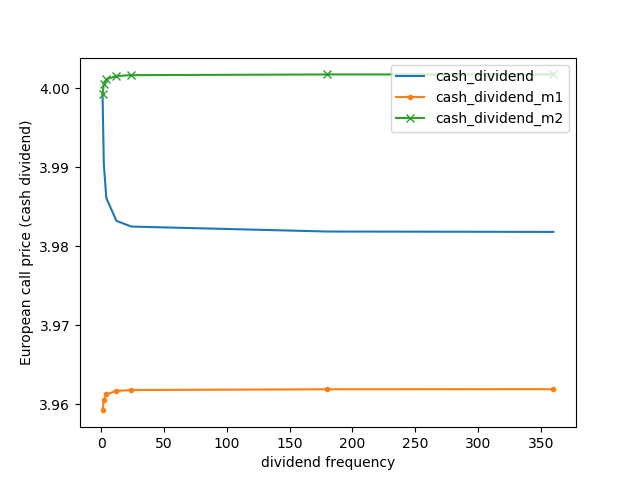 cash_dividend
cash_dividend_m1
cash_dividend_m2
European call price (cash dividend)
4.00
3.99
3.98
3.97
3.96
0 50 100 150 200 250 300 350
dividend frequency